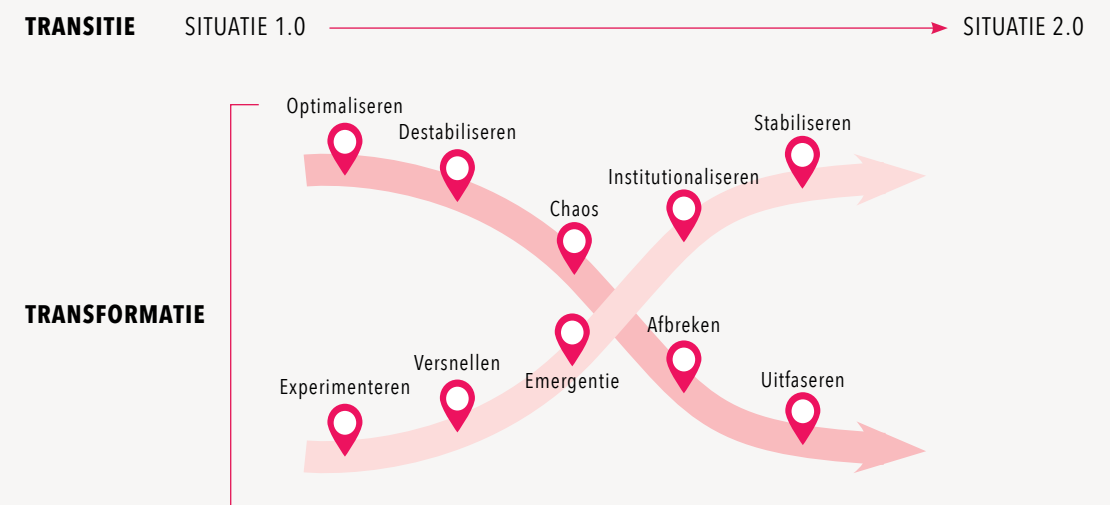 TRANSITIE SITUATIE 1.0 SITUATIE 2.0
Optimaliseren
Destabiliseren
Chaos
Institutionaliseren
Stabiliseren
TRANSFORMATIE
Experimenteren
Versnellen
Emergentie
Afbreken
Uitfaseren